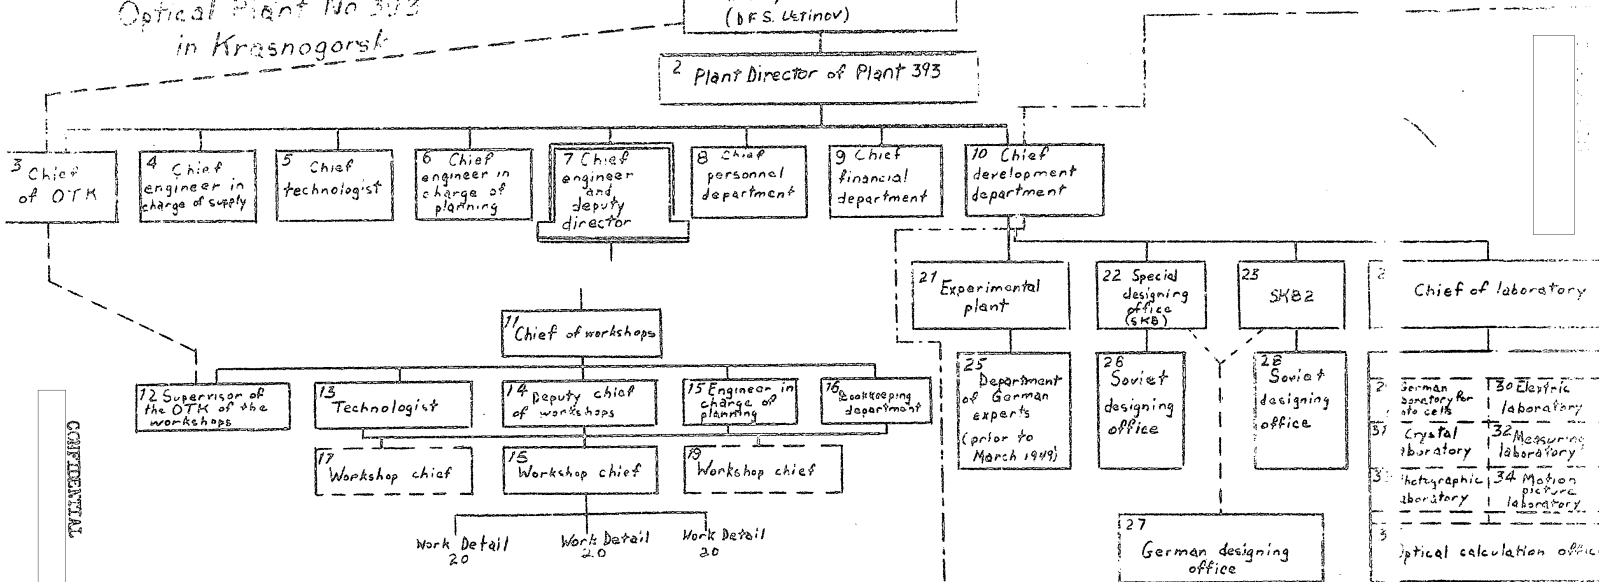 Optical Plant No 393
in Krasnogorsk
(D F S. Ustinov)
2 Plant Director of Plant 393
3 Chief
of OTK
4 Chief
engineer in
charge of supply
5 Chief
technologist
6 Chief
engineer in
charge of
planning
7 Chief
engineer
and
deputy
director
8 Chief
personnel
department
9 Chief
financial
department
10 Chief
development
department
21 Experimental
plant
22 Special
designing
office
(SKB)
23
SKB2
Chief of laboratory
11
Chief of workshops
12 Supervisor of
the OTK of the
workshops
13
Technologist
14 Deputy chief
of workshops
15 Engineer in
charge of
planning
16
Bookkeeping
department
25
Department
of German
experts
(prior to
March 1949)
26
Soviet
designing
office
28
Soviet
designing
office
German
laboratory for
photo cells
30 Electric
laboratory
31
Crystal
laboratory
32 Measuring
laboratory
Photographic
laboratory
34 Motion
picture
laboratory
Optical calculation office
17
Workshop chief
18
Workshop chief
19
Workshop chief
Work Detail
20
Work Detail
20
Work Detail
20
27
German designing
office
CONFIDENTIAL